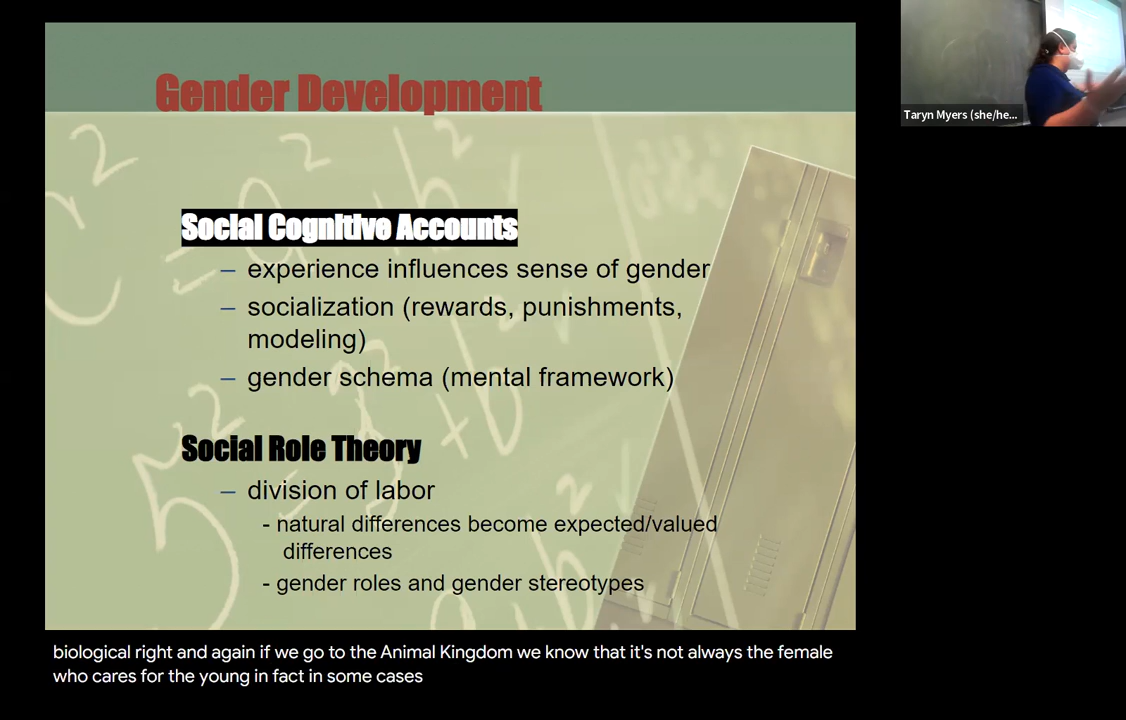 Gender Development
Taryn Myers (she/he...
Social Cognitive Accounts
– experience influences sense of gender
– socialization (rewards, punishments,
modeling)
– gender schema (mental framework)
Social Role Theory
– division of labor
- natural differences become expected/valued
differences
- gender roles and gender stereotypes
biological right and again if we go to the Animal Kingdom we know that it's not always the female
who cares for the young in fact in some cases